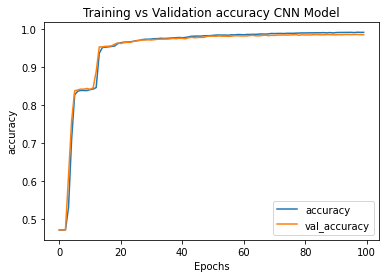 Training vs Validation accuracy CNN Model
1.0
0.9
0.8
0.7
0.6
0.5
accuracy
accuracy
val_accuracy
0
20
40
60
80
100
Epochs